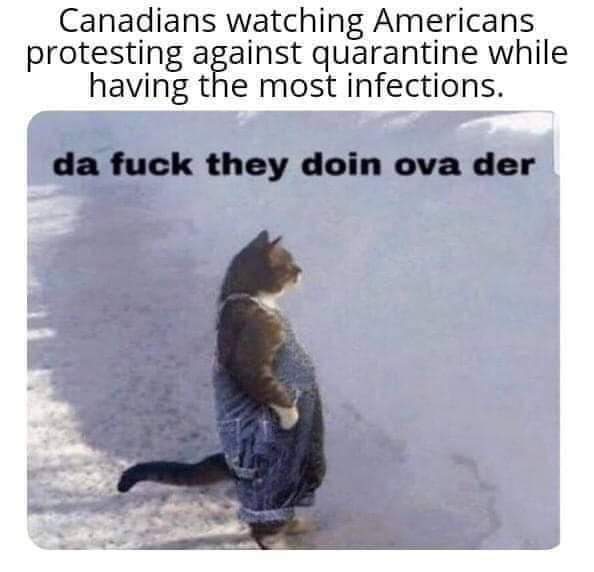 Canadians watching Americans
protesting against quarantine while
having the most infections.
da fuck they doin ova der